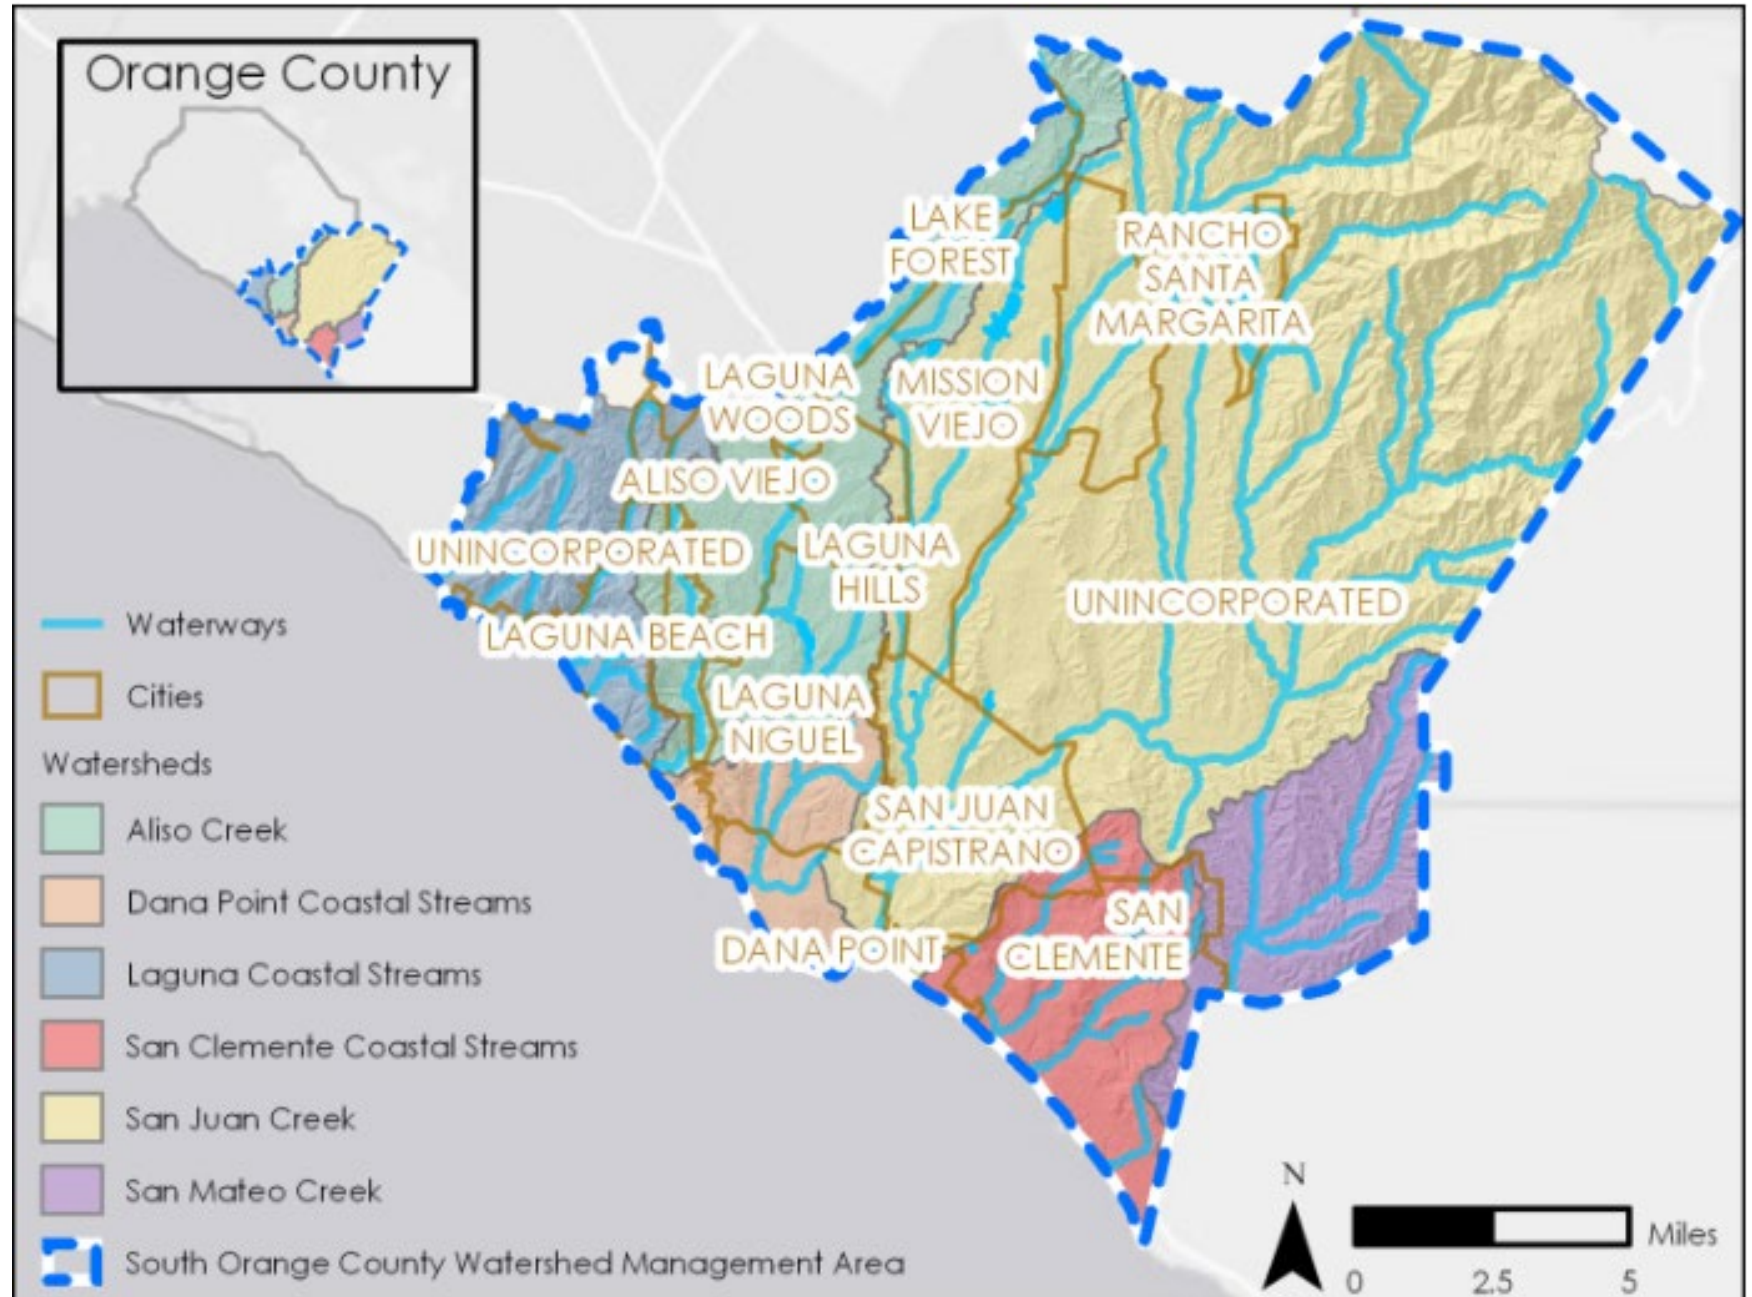 Orange County
LAKE
FOREST
RANCHO
SANTA
MARGARITA
LAGUNA
WOODS
MISSION
VIEJO
ALISO VIEJO
UNINCORPORATED
LAGUNA
HILLS
UNINCORPORATED
LAGUNA BEACH
LAGUNA
NIGUEL
SAN JUAN
CAPISTRANO
SAN
CLEMENTE
DANA POINT
Waterways
Cities
Watersheds
Aliso Creek
Dana Point Coastal Streams
Laguna Coastal Streams
San Clemente Coastal Streams
San Juan Creek
San Mateo Creek
South Orange County Watershed Management Area
N
Miles
0 2.5 5